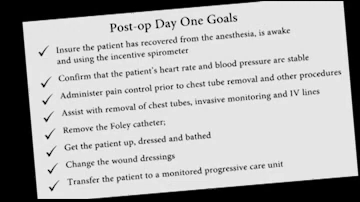 Post-op Day One Goals
✓ Insure the patient has recovered from the anesthesia, is awake
and using the incentive spirometer
✓ Confirm that the patient's heart rate and blood pressure are stable
✓ Administer pain control prior to chest tube removal and other procedures
✓ Assist with removal of chest tubes, invasive monitoring and IV lines
✓ Remove the Foley catheter;
✓ Get the patient up, dressed and bathed
✓ Change the wound dressings
✓ Transfer the patient to a monitored progressive care unit